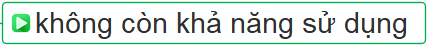 không còn khả năng sử dụng